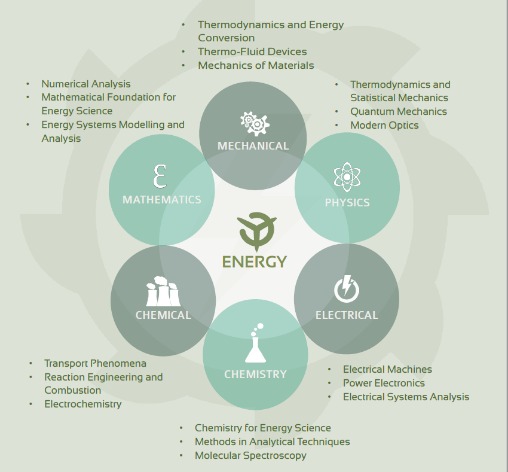 • Thermodynamics and Energy
Conversion
• Thermo-Fluid Devices
• Mechanics of Materials
• Numerical Analysis
• Mathematical Foundation for
Energy Science
• Energy Systems Modelling and
Analysis
• Thermodynamics and
Statistical Mechanics
• Quantum Mechanics
• Modern Optics
MECHANICAL
ε
MATHEMATICS
PHYSICS
ENERGY
CHEMICAL
ELECTRICAL
CHEMISTRY
• Transport Phenomena
• Reaction Engineering and
Combustion
• Electrochemistry
• Electrical Machines
• Power Electronics
• Electrical Systems Analysis
• Chemistry for Energy Science
• Methods in Analytical Techniques
• Molecular Spectroscopy